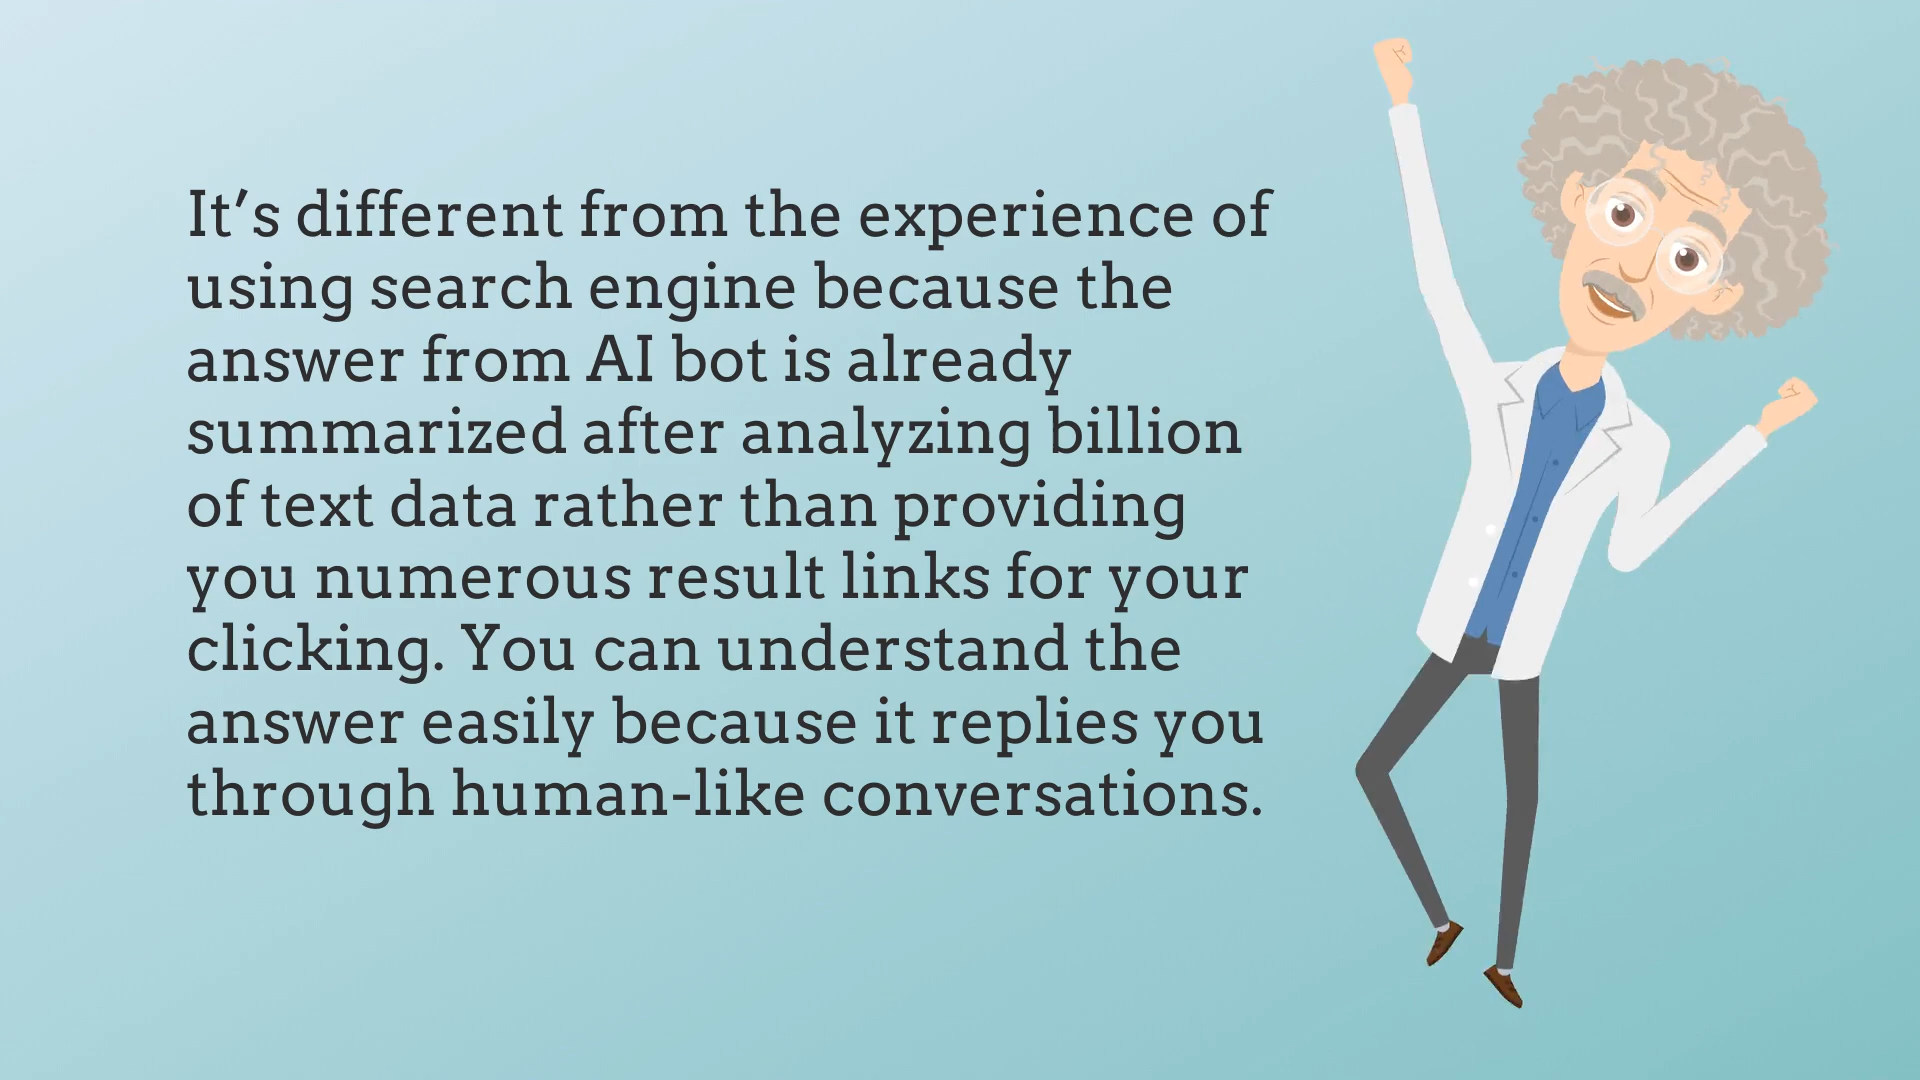 It’s different from the experience of
using search engine because the
answer from AI bot is already
summarized after analyzing billion
of text data rather than providing
you numerous result links for your
clicking. You can understand the
answer easily because it replies you
through human-like conversations.